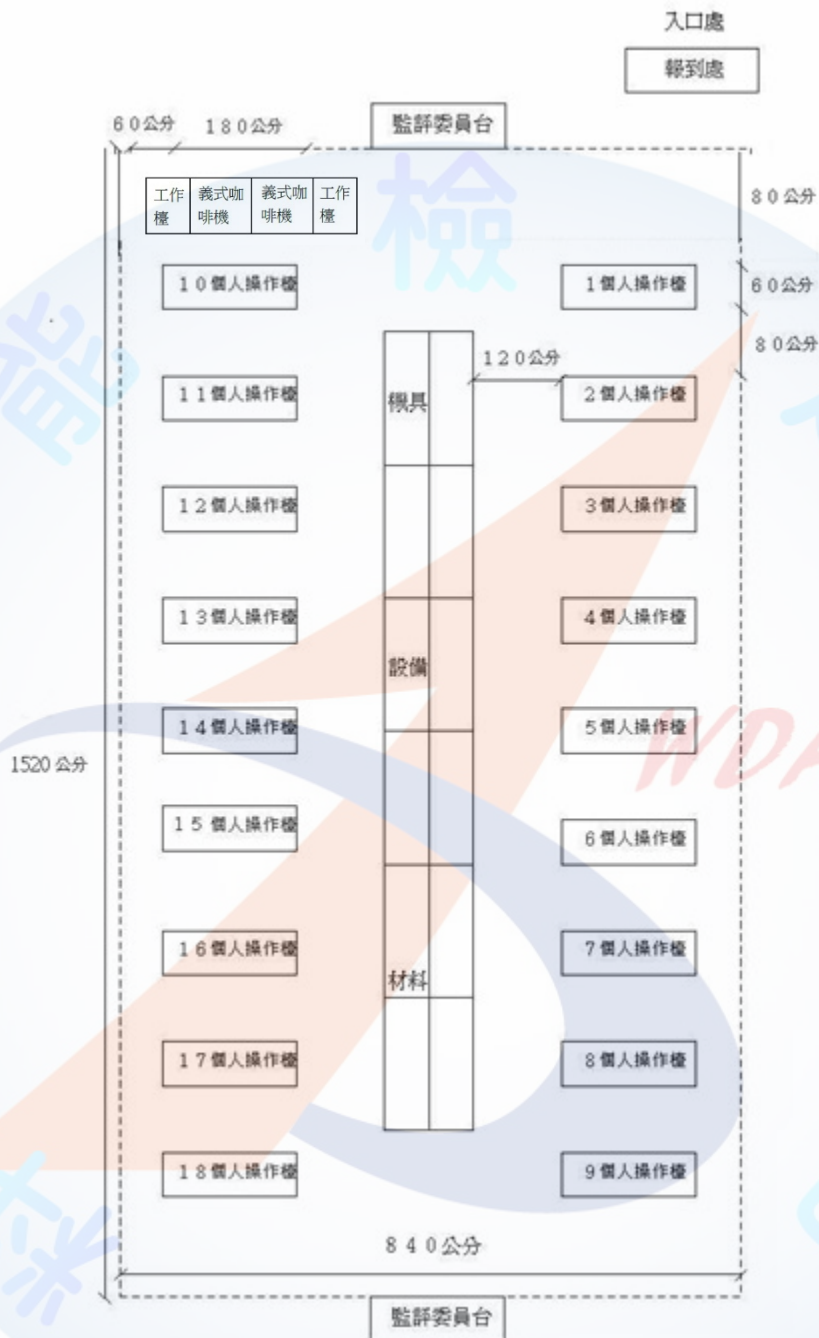 入口處
報到處
監評委員台
60公分
180公分
80公分
工作檯
義式咖啡機
義式咖啡機
工作檯
10個人操作檯
1個人操作檯
60公分
80公分
120公分
機具
11個人操作檯
2個人操作檯
12個人操作檯
3個人操作檯
13個人操作檯
4個人操作檯
設備
14個人操作檯
5個人操作檯
1520公分
WDA
15個人操作檯
6個人操作檯
16個人操作檯
7個人操作檯
材料
17個人操作檯
8個人操作檯
18個人操作檯
9個人操作檯
840公分
監評委員台
能
檢